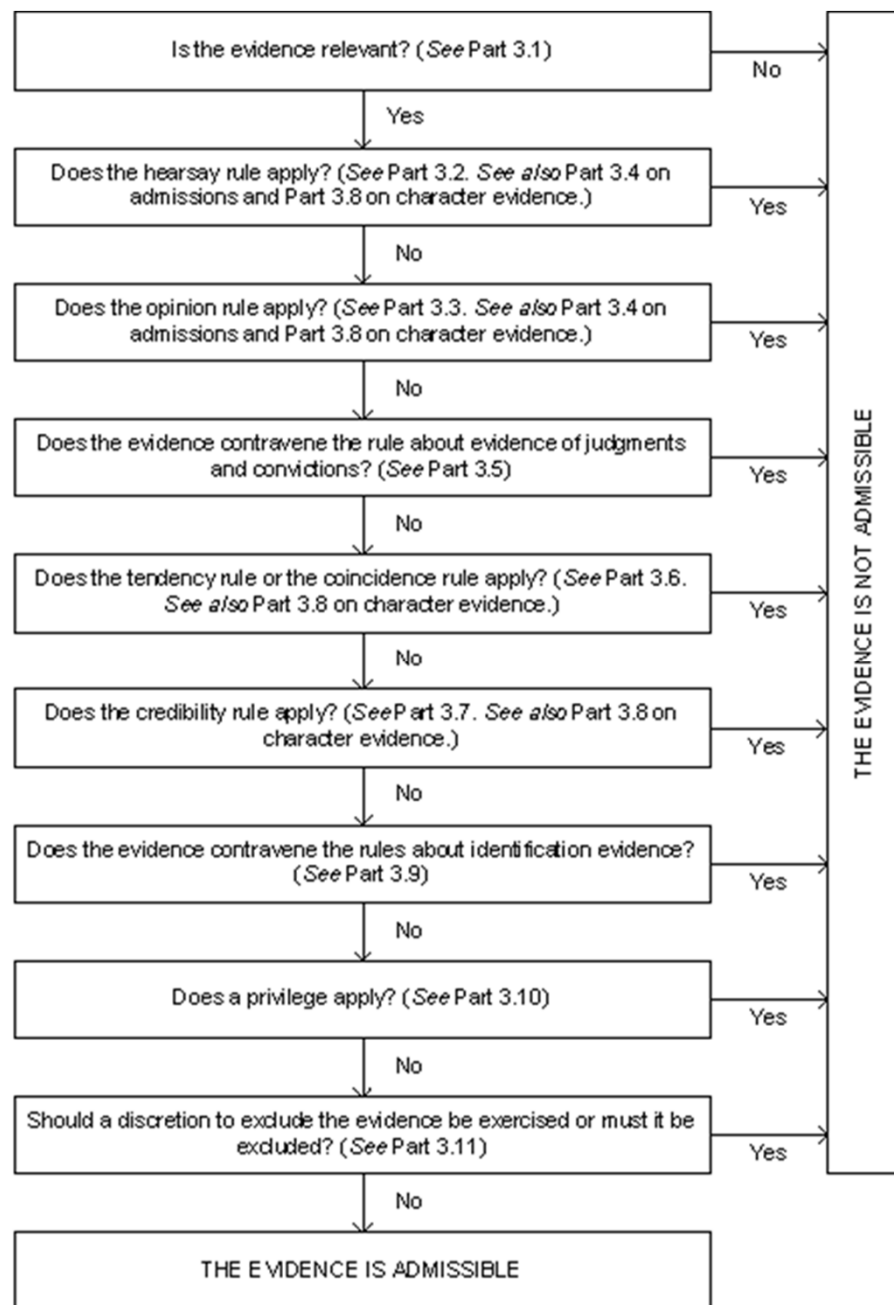 Is the evidence relevant? (See Part 3.1)
No
Yes
Does the hearsay rule apply? (See Part 3.2. See also Part 3.4 on
admissions and Part 3.8 on character evidence.)
Yes
No
Does the opinion rule apply? (See Part 3.3. See also Part 3.4 on
admissions and Part 3.8 on character evidence.)
Yes
No
Does the evidence contravene the rule about evidence of judgments
and convictions? (See Part 3.5)
Yes
No
Does the tendency rule or the coincidence rule apply? (See Part 3.6.
See also Part 3.8 on character evidence.)
Yes
No
Does the credibility rule apply? (See Part 3.7. See also Part 3.8 on
character evidence.)
Yes
No
Does the evidence contravene the rules about identification evidence?
(See Part 3.9)
Yes
No
Does a privilege apply? (See Part 3.10)
Yes
No
Should a discretion to exclude the evidence be exercised or must it be
excluded? (See Part 3.11)
Yes
No
THE EVIDENCE IS ADMISSIBLE
THE EVIDENCE IS NOT ADMISSIBLE